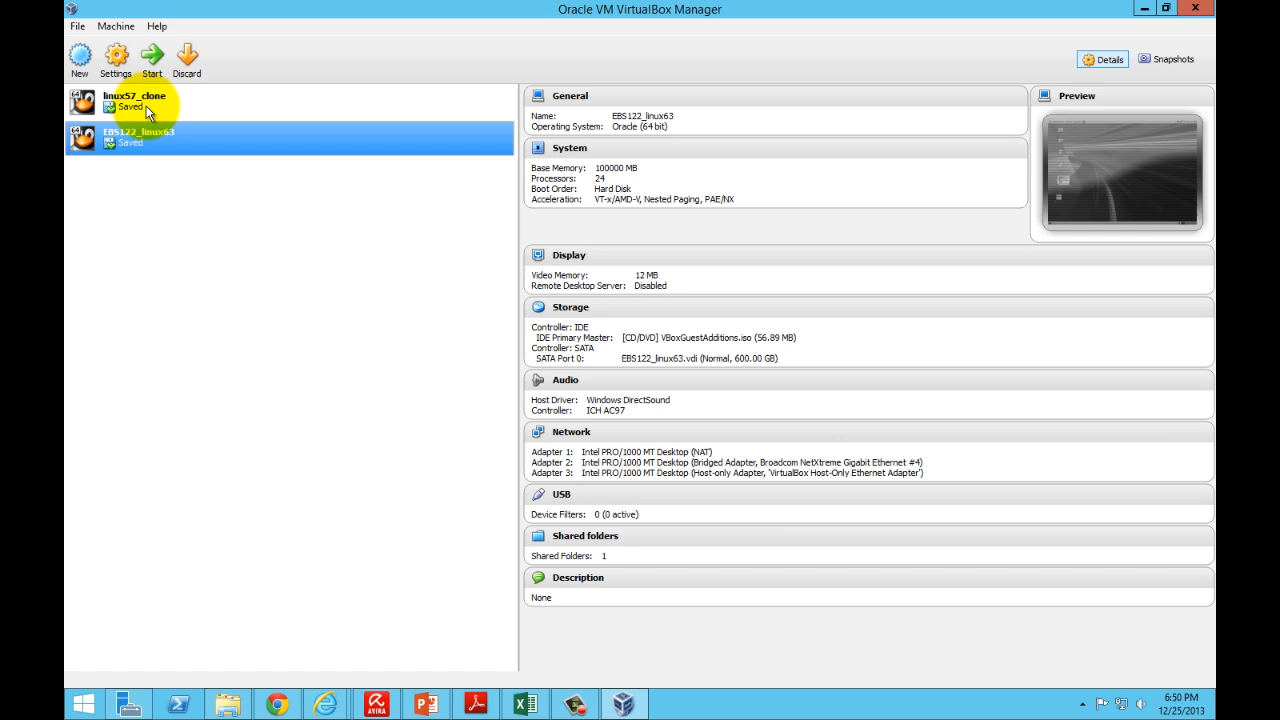 Oracle VM VirtualBox Manager
File Machine Help
New Settings Start Discard
Details Snapshots
64 linux57_clone
Saved
64 EBS122_linux63
Saved
General
Name: EBS122_linux63
Operating System: Oracle (64 bit)
System
Base Memory: 100000 MB
Processors: 24
Boot Order: Hard Disk
Acceleration: VT-x/AMD-V, Nested Paging, PAE/NX
Preview
Display
Video Memory: 12 MB
Remote Desktop Server: Disabled
Storage
Controller: IDE
IDE Primary Master: [CD/DVD] VBoxGuestAdditions.iso (56.89 MB)
Controller: SATA
SATA Port 0: EBS122_linux63.vdi (Normal, 600.00 GB)
Audio
Host Driver: Windows DirectSound
Controller: ICH AC97
Network
Adapter 1: Intel PRO/1000 MT Desktop (NAT)
Adapter 2: Intel PRO/1000 MT Desktop (Bridged Adapter, Broadcom NetXtreme Gigabit Ethernet #4)
Adapter 3: Intel PRO/1000 MT Desktop (Host-only Adapter, 'VirtualBox Host-Only Ethernet Adapter')
USB
Device Filters: 0 (0 active)
Shared folders
Shared Folders: 1
Description
None
AVIRA
6:50 PM
12/25/2013